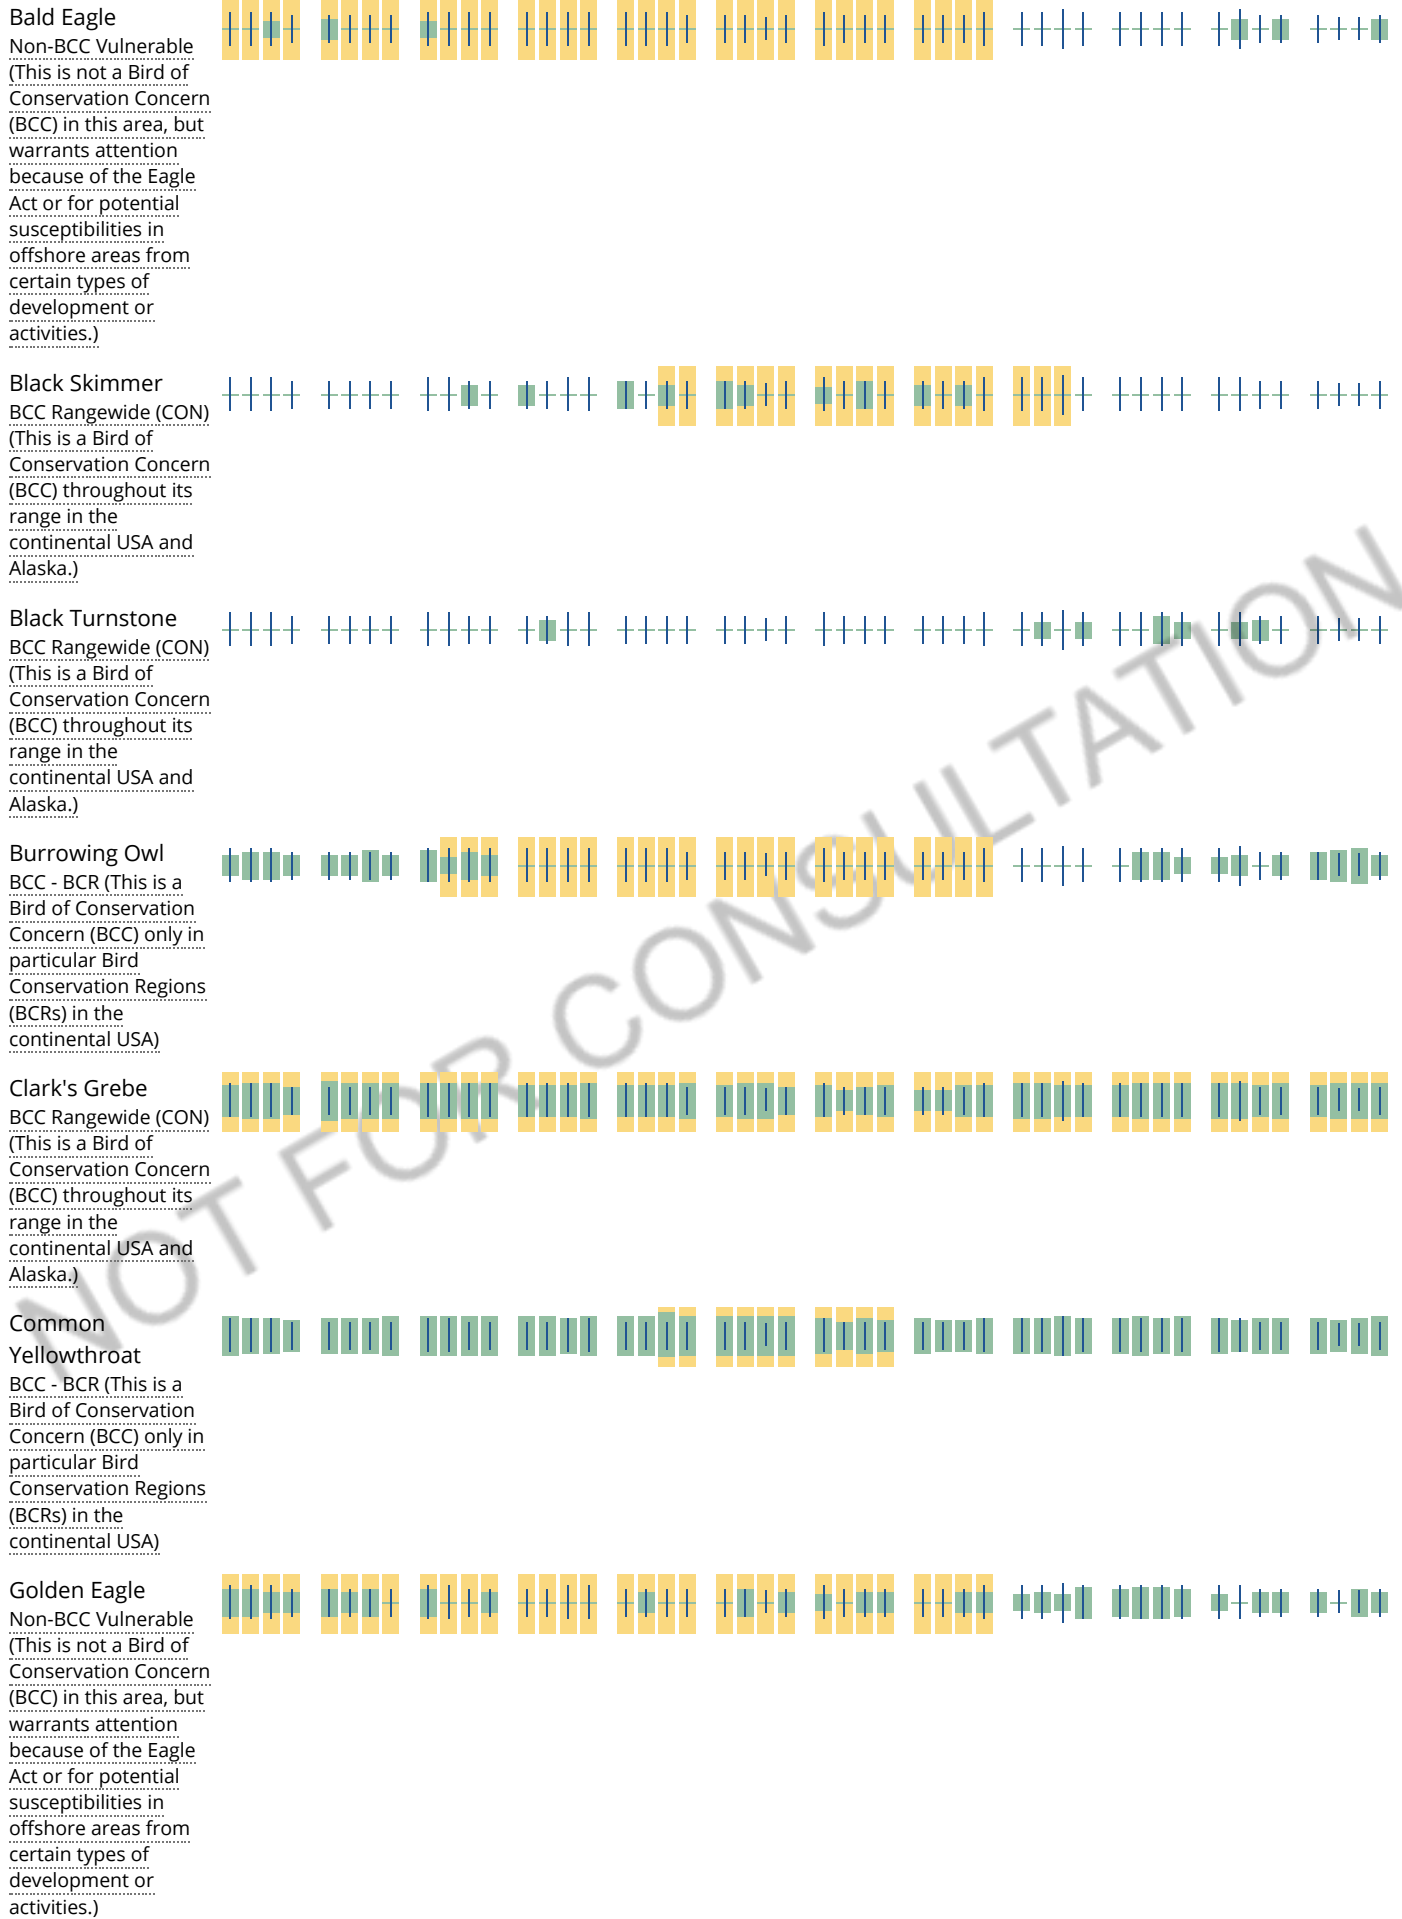 Bald Eagle
Non-BCC Vulnerable
(This is not a Bird of
Conservation Concern
(BCC) in this area, but
warrants attention
because of the Eagle
Act or for potential
susceptibilities in
offshore areas from
certain types of
development or
activities.)
Black Skimmer
BCC Rangewide (CON)
(This is a Bird of
Conservation Concern
(BCC) throughout its
range in the
continental USA and
Alaska.)
Black Turnstone
BCC Rangewide (CON)
(This is a Bird of
Conservation Concern
(BCC) throughout its
range in the
continental USA and
Alaska.)
Burrowing Owl
BCC - BCR (This is a
Bird of Conservation
Concern (BCC) only in
particular Bird
Conservation Regions
(BCRs) in the
continental USA)
Clark's Grebe
BCC Rangewide (CON)
(This is a Bird of
Conservation Concern
(BCC) throughout its
range in the
continental USA and
Alaska.)
Common
Yellowthroat
BCC - BCR (This is a
Bird of Conservation
Concern (BCC) only in
particular Bird
Conservation Regions
(BCRs) in the
continental USA)
Golden Eagle
Non-BCC Vulnerable
(This is not a Bird of
Conservation Concern
(BCC) in this area, but
warrants attention
because of the Eagle
Act or for potential
susceptibilities in
offshore areas from
certain types of
development or
activities.)
NOT FOR CONSULTATION